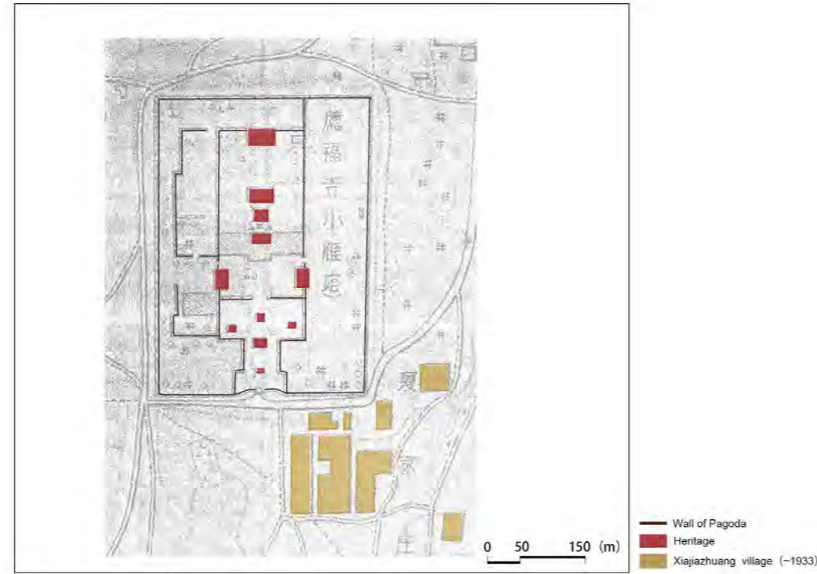 薦福寺小雁塔）
夏家庄
0 50 150 (m)
Wall of Pagoda
Heritage
Xiajiazhuang village (~1933)